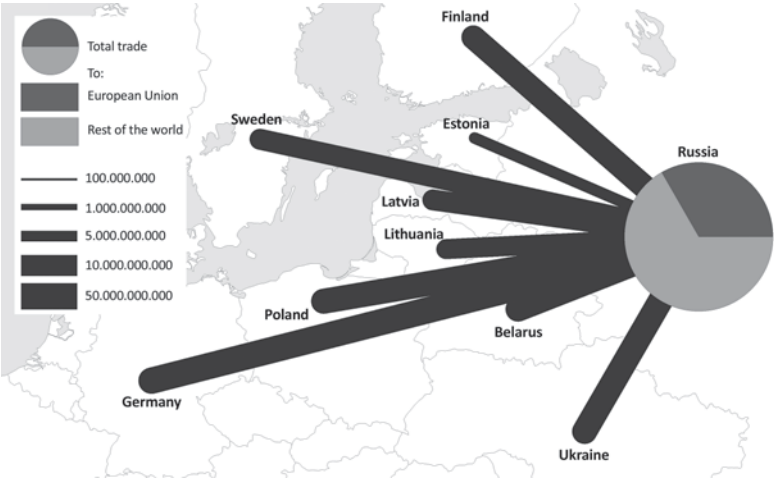 Total trade
To:
European Union
Rest of the world
100.000.000
1.000.000.000
5.000.000.000
10.000.000.000
50.000.000.000
Finland
Sweden
Estonia
Russia
Latvia
Lithuania
Poland
Belarus
Germany
Ukraine